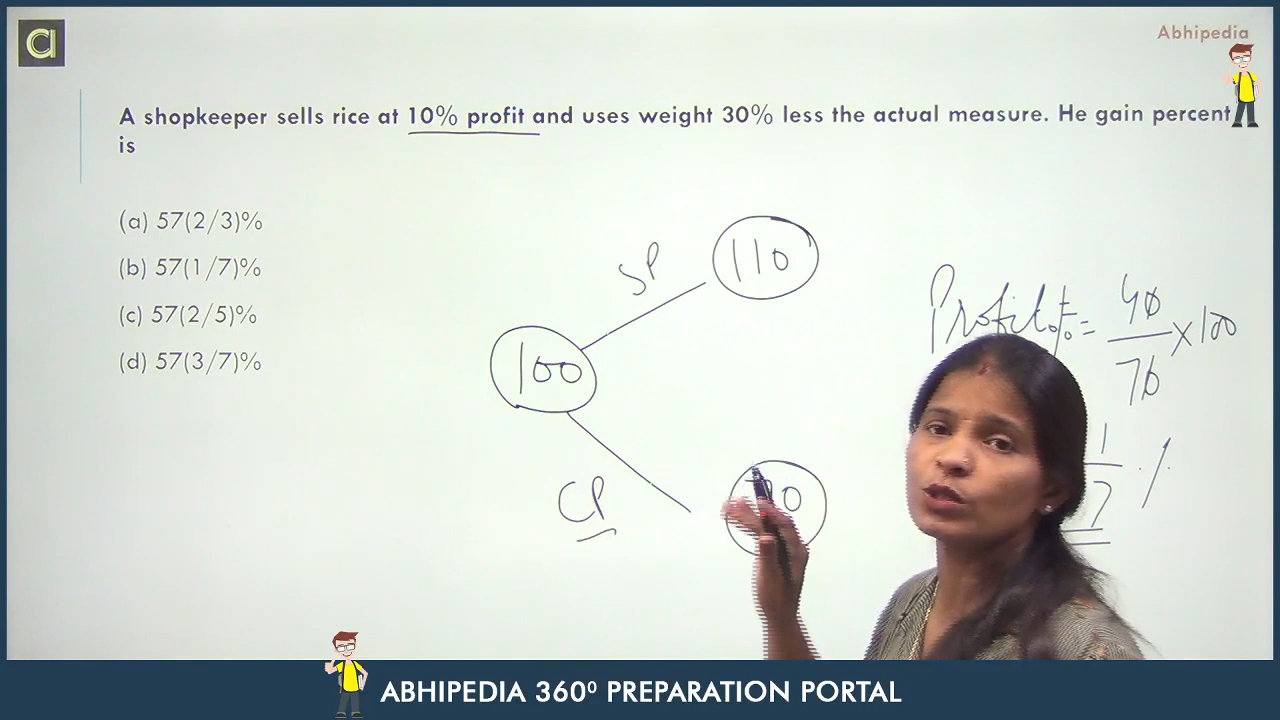 Abhipedia
A shopkeeper sells rice at 10% profit and uses weight 30% less the actual measure. He gain percent
is
(a) 57(2/3)%
(b) 57(1/7)%
(c) 57(2/5)%
(d) 57(3/7)%
SP
110
100
CP
Profit % = 40/70 × 100
1/7 %
ABHIPEDIA 360⁰ PREPARATION PORTAL